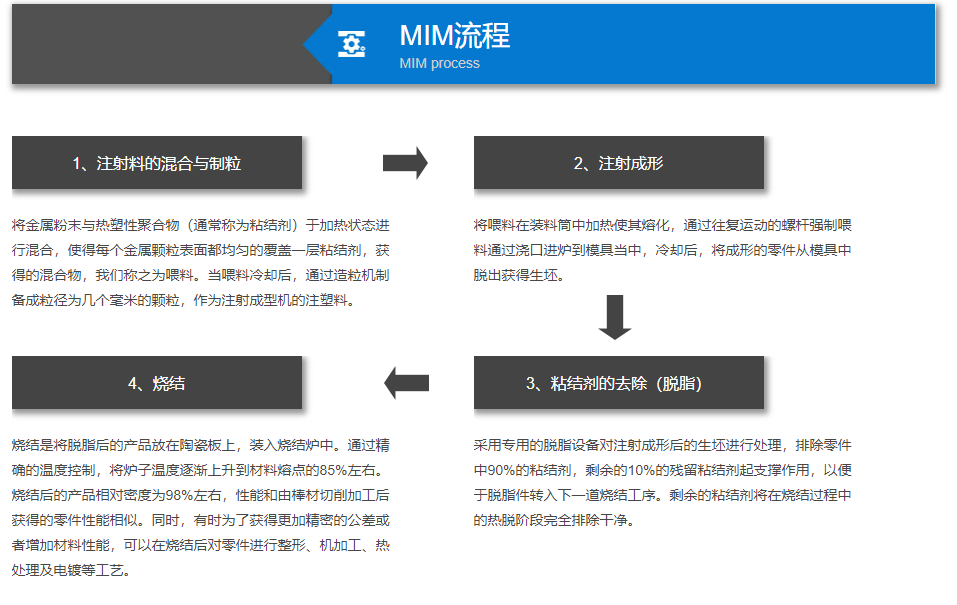 MIM流程
MIM process
1、注射料的混合与制粒
将金属粉末与热塑性聚合物（通常称为粘结剂）于加热状态进
行混合，使得每个金属颗粒表面都均匀的覆盖一层粘结剂，获
得的混合物，我们称之为喂料。当喂料冷却后，通过造粒机制
备成粒径为几个毫米的颗粒，作为注射成型机的注塑料。
2、注射成形
将喂料在装料筒中加热使其熔化，通过往复运动的螺杆强制喂
料通过浇口进炉到模具当中，冷却后，将成形的零件从模具中
脱出获得生坯。
3、粘结剂的去除（脱脂）
采用专用的脱脂设备对注射成形后的生坯进行处理，排除零件
中90%的粘结剂，剩余的10%的残留粘结剂起支撑作用，以便
于脱脂件转入下一道烧结工序。剩余的粘结剂将在烧结过程中
的热脱阶段完全排除干净。
4、烧结
烧结是将脱脂后的产品放在陶瓷板上，装入烧结炉中。通过精
确的温度控制，将炉子温度逐渐上升到材料熔点的85%左右。
烧结后的产品相对密度为98%左右，性能和由棒材切削加工后
获得的零件性能相似。同时，有时为了获得更加精密的公差或
者增加材料性能，可以在烧结后对零件进行整形、机加工、热
处理及电镀等工艺。